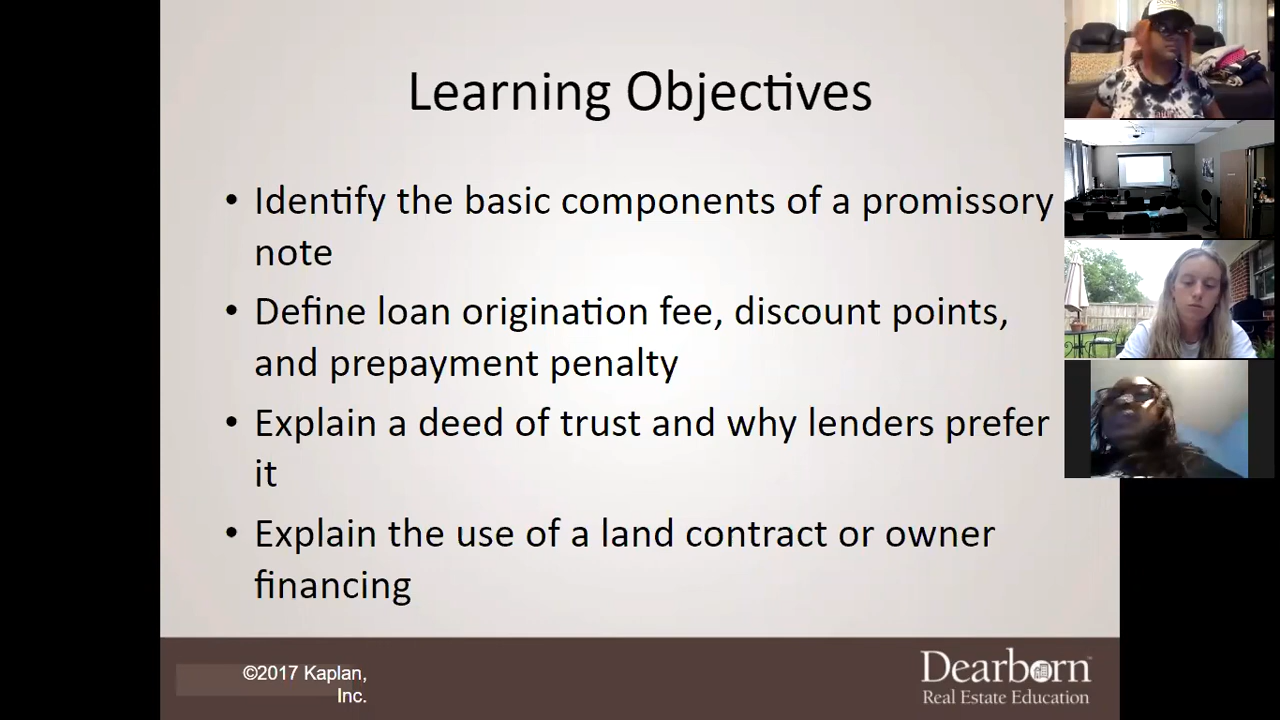 Learning Objectives
• Identify the basic components of a promissory
note
• Define loan origination fee, discount points,
and prepayment penalty
• Explain a deed of trust and why lenders prefer
it
• Explain the use of a land contract or owner
financing
©2017 Kaplan,
Inc.
Dearborn™
Real Estate Education